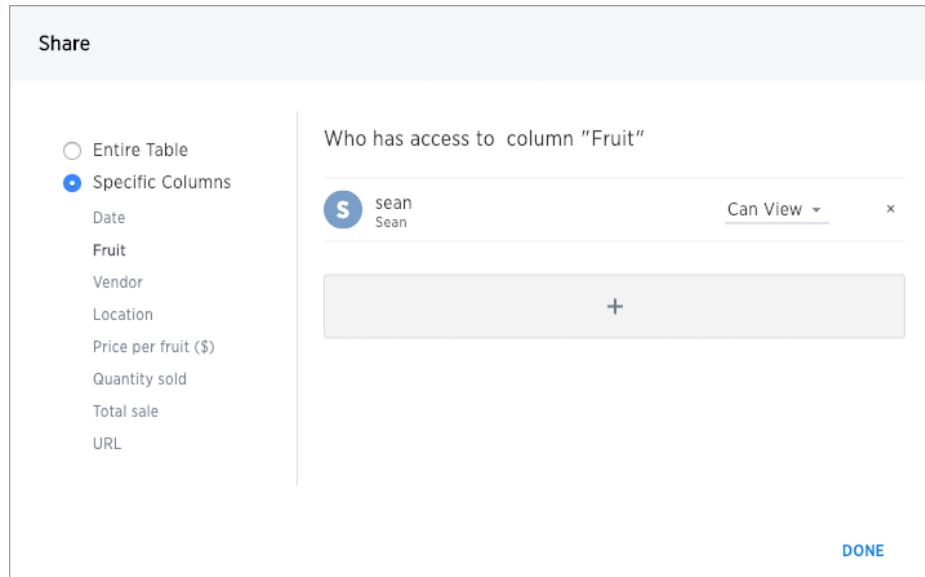 Share
Entire Table
Specific Columns
Date
Fruit
Vendor
Location
Price per fruit ($)
Quantity sold
Total sale
URL
Who has access to column "Fruit"
S
sean
Sean
Can View
×
+
DONE